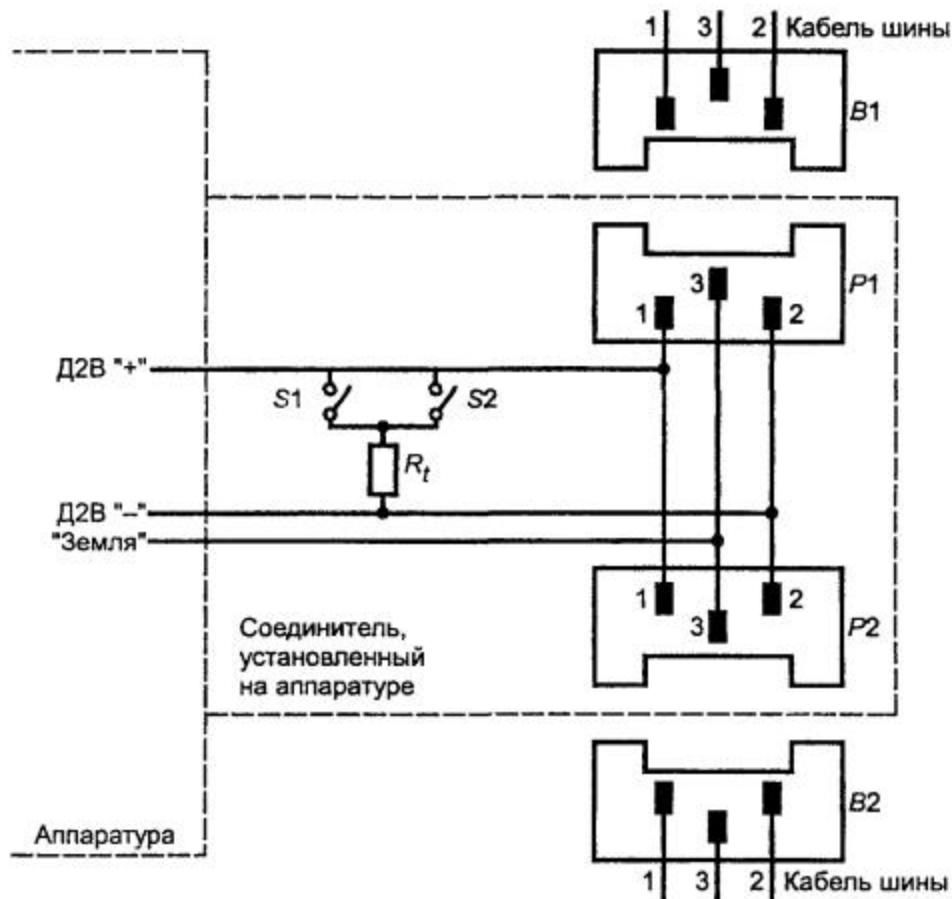 1 3 2 Кабель шины
B1
P1
3
1 2
Д2В "+"
S1 S2
R_t
Д2В "–"
"Земля"
1 2
3
P2
Соединитель,
установленный
на аппаратуре
B2
Аппаратура
1 3 2 Кабель шины